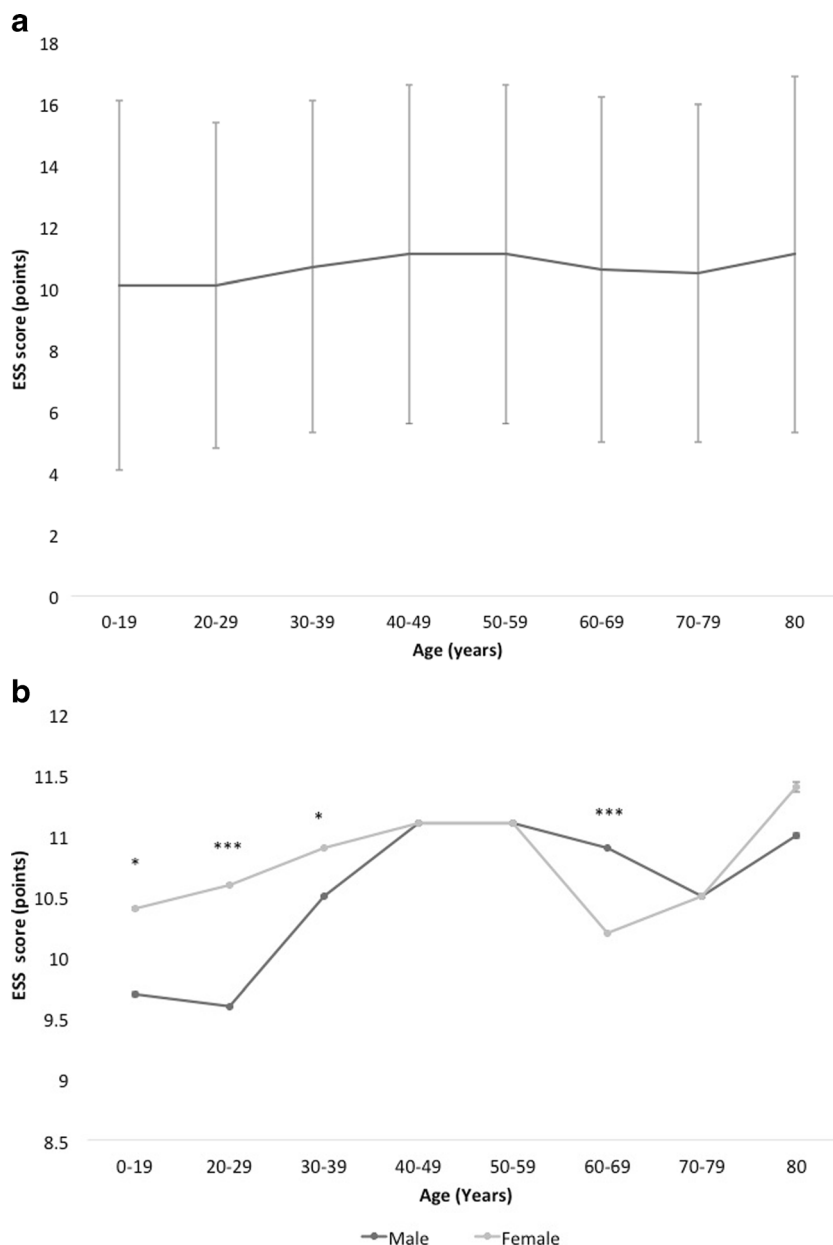 a
18
16
14
12
10
8
6
4
2
0
ESS score (points)
0-19 20-29 30-39 40-49 50-59 60-69 70-79 80
Age (years)
b
12
11.5
11
10.5
10
9.5
9
8.5
ESS score (points)
* *** * ***
0-19 20-29 30-39 40-49 50-59 60-69 70-79 80
Age (Years)
Male Female